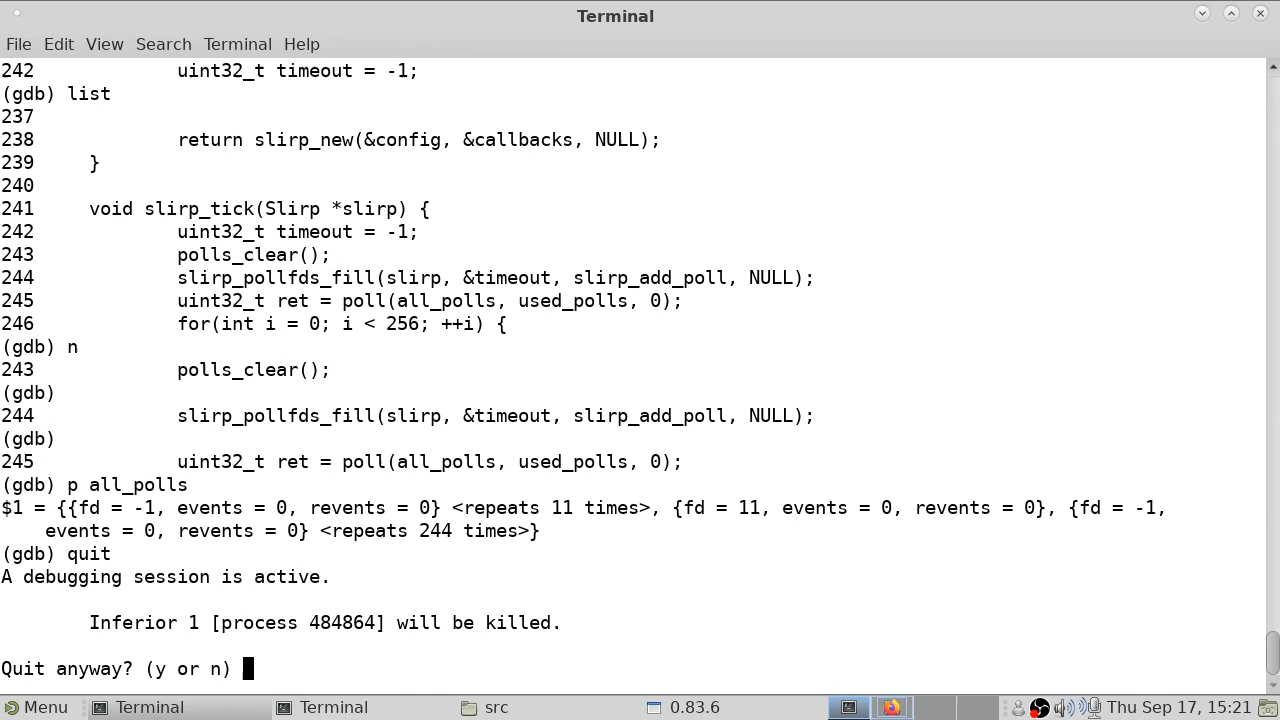 Terminal
File Edit View Search Terminal Help
242             uint32_t timeout = -1;
(gdb) list
237
238             return slirp_new(&config, &callbacks, NULL);
239     }
240
241     void slirp_tick(Slirp *slirp) {
242             uint32_t timeout = -1;
243             polls_clear();
244             slirp_pollfds_fill(slirp, &timeout, slirp_add_poll, NULL);
245             uint32_t ret = poll(all_polls, used_polls, 0);
246             for(int i = 0; i < 256; ++i) {
(gdb) n
243             polls_clear();
(gdb)
244             slirp_pollfds_fill(slirp, &timeout, slirp_add_poll, NULL);
(gdb)
245             uint32_t ret = poll(all_polls, used_polls, 0);
(gdb) p all_polls
$1 = {{fd = -1, events = 0, revents = 0} <repeats 11 times>, {fd = 11, events = 0, revents = 0}, {fd = -1,
    events = 0, revents = 0} <repeats 244 times>}
(gdb) quit
A debugging session is active.

        Inferior 1 [process 484864] will be killed.

Quit anyway? (y or n)
Menu Terminal Terminal src 0.83.6 Thu Sep 17, 15:21